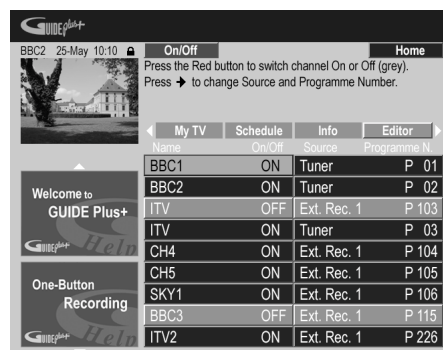 GUIDE Plus+
BBC2 25-May 10:10
On/Off Home
Press the Red button to switch channel On or Off (grey).
Press → to change Source and Programme Number.
My TV Schedule Info Editor
Name On/Off Source Programme N.
BBC1 ON Tuner P 01
BBC2 ON Tuner P 02
ITV OFF Ext. Rec. 1 P 103
ITV ON Tuner P 03
CH4 ON Ext. Rec. 1 P 104
CH5 ON Ext. Rec. 1 P 105
SKY1 ON Ext. Rec. 1 P 106
BBC3 OFF Ext. Rec. 1 P 115
ITV2 ON Ext. Rec. 1 P 226
Welcome to
GUIDE Plus+
GUIDE Plus+ Help
One-Button
Recording
GUIDE Plus+ Help